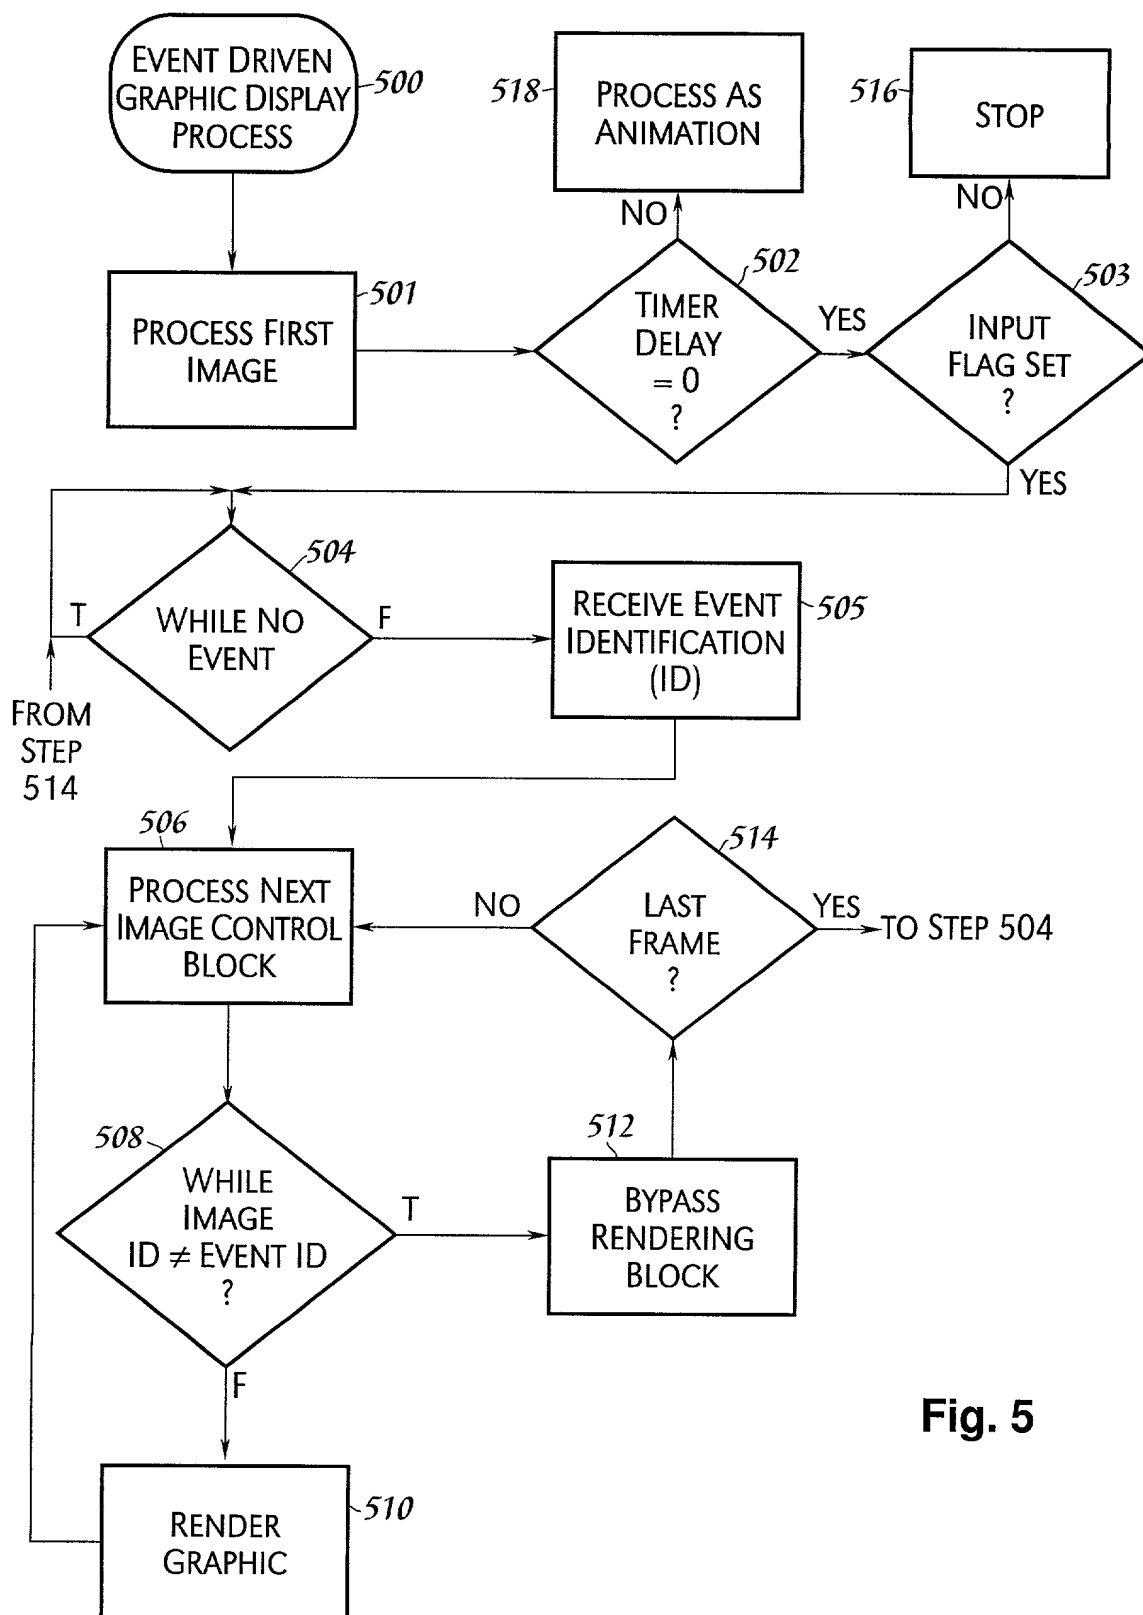 EVENT DRIVEN
GRAPHIC DISPLAY
PROCESS
500
518
PROCESS AS
ANIMATION
516
STOP
NO
NO
501
PROCESS FIRST
IMAGE
502
TIMER
DELAY
= 0
?
YES
503
INPUT
FLAG SET
?
YES
504
T
WHILE NO
EVENT
F
RECEIVE EVENT
IDENTIFICATION
(ID)
505
FROM
STEP
514
506
PROCESS NEXT
IMAGE CONTROL
BLOCK
NO
514
LAST
FRAME
?
YES
TO STEP 504
508
WHILE
IMAGE
ID ≠ EVENT ID
?
T
512
BYPASS
RENDERING
BLOCK
F
510
RENDER
GRAPHIC
Fig. 5